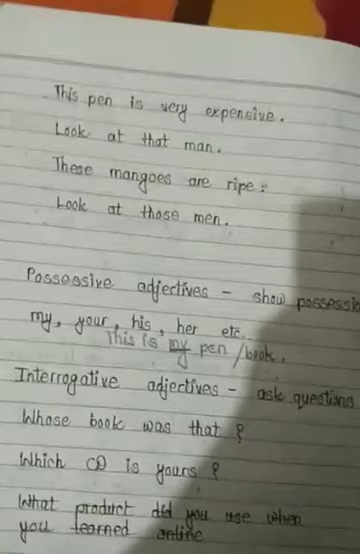 This pen is very expensive.
Look at that man.
These mangoes are ripe.
Look at those men.
Possessive adjectives - show possessio
my, your, his, her etc..
This is my pen/book.
Interrogative adjectives - ask questions
Whose book was that?
Which CD is yours?
What product did you use when
you learned online